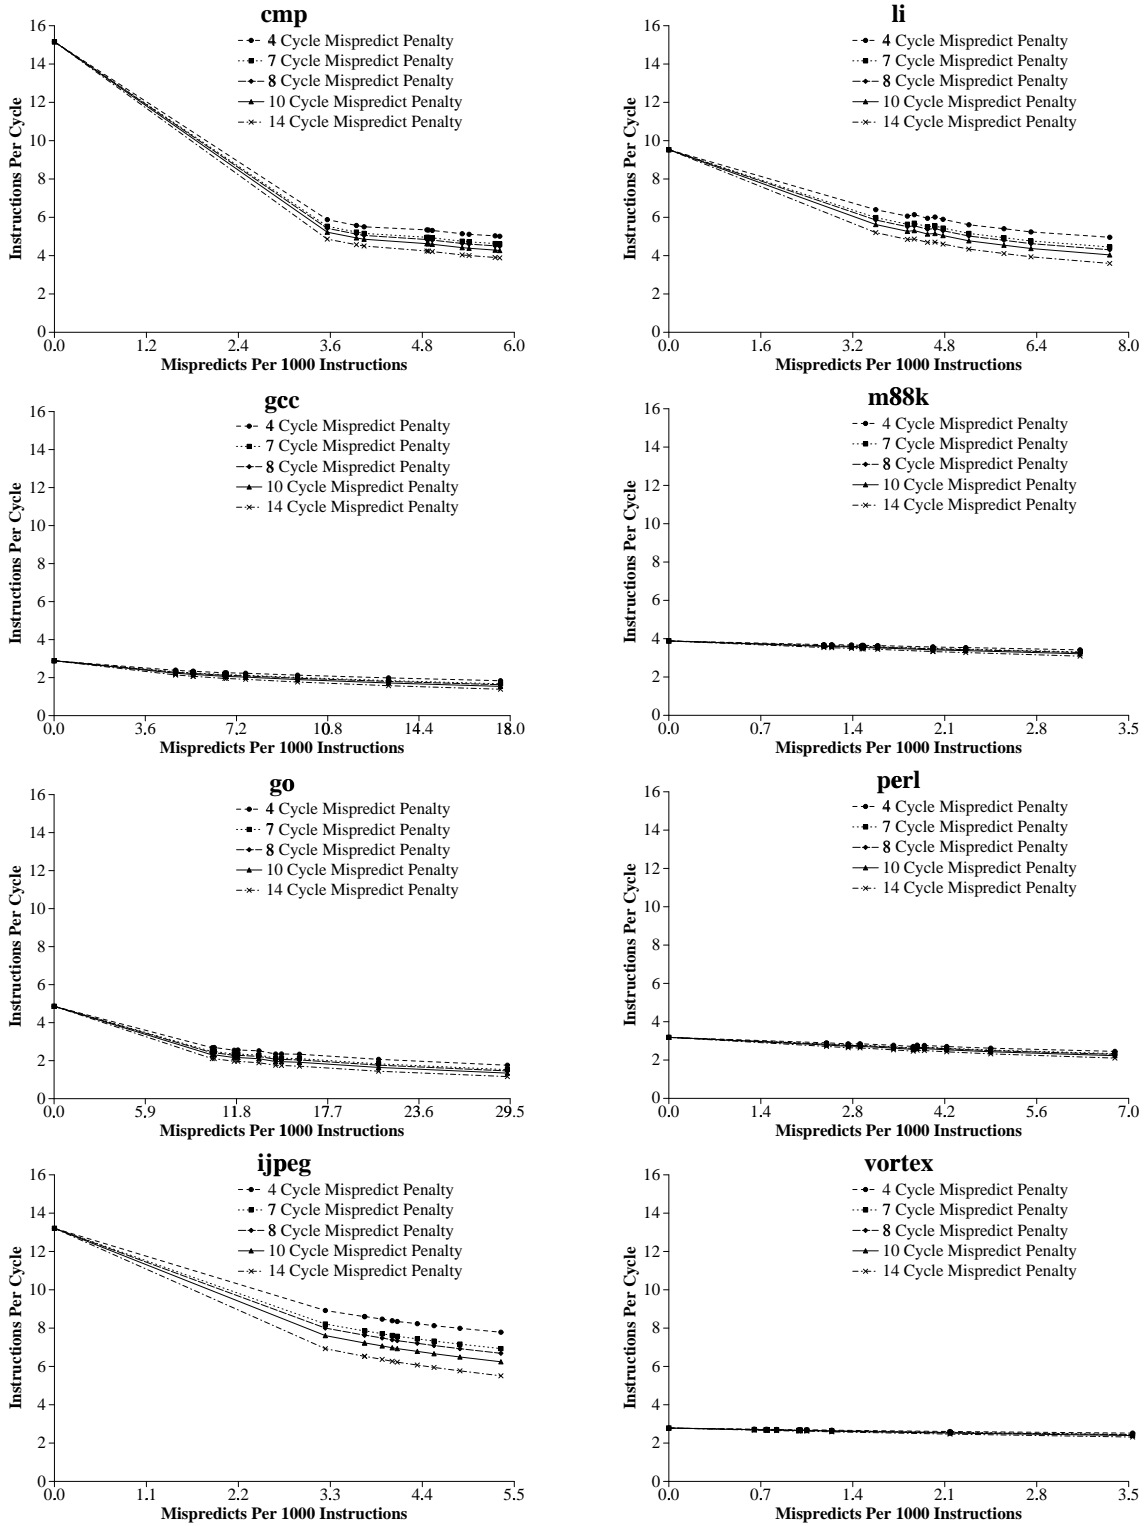 cmp
16
14
12
10
8
6
4
2
0
Instructions Per Cycle
4 Cycle Mispredict Penalty
7 Cycle Mispredict Penalty
8 Cycle Mispredict Penalty
10 Cycle Mispredict Penalty
14 Cycle Mispredict Penalty
0.0 1.2 2.4 3.6 4.8 6.0
Mispredicts Per 1000 Instructions
li
16
14
12
10
8
6
4
2
0
Instructions Per Cycle
4 Cycle Mispredict Penalty
7 Cycle Mispredict Penalty
8 Cycle Mispredict Penalty
10 Cycle Mispredict Penalty
14 Cycle Mispredict Penalty
0.0 1.6 3.2 4.8 6.4 8.0
Mispredicts Per 1000 Instructions
gcc
16
14
12
10
8
6
4
2
0
Instructions Per Cycle
4 Cycle Mispredict Penalty
7 Cycle Mispredict Penalty
8 Cycle Mispredict Penalty
10 Cycle Mispredict Penalty
14 Cycle Mispredict Penalty
0.0 3.6 7.2 10.8 14.4 18.0
Mispredicts Per 1000 Instructions
m88k
16
14
12
10
8
6
4
2
0
Instructions Per Cycle
4 Cycle Mispredict Penalty
7 Cycle Mispredict Penalty
8 Cycle Mispredict Penalty
10 Cycle Mispredict Penalty
14 Cycle Mispredict Penalty
0.0 0.7 1.4 2.1 2.8 3.5
Mispredicts Per 1000 Instructions
go
16
14
12
10
8
6
4
2
0
Instructions Per Cycle
4 Cycle Mispredict Penalty
7 Cycle Mispredict Penalty
8 Cycle Mispredict Penalty
10 Cycle Mispredict Penalty
14 Cycle Mispredict Penalty
0.0 5.9 11.8 17.7 23.6 29.5
Mispredicts Per 1000 Instructions
perl
16
14
12
10
8
6
4
2
0
Instructions Per Cycle
4 Cycle Mispredict Penalty
7 Cycle Mispredict Penalty
8 Cycle Mispredict Penalty
10 Cycle Mispredict Penalty
14 Cycle Mispredict Penalty
0.0 1.4 2.8 4.2 5.6 7.0
Mispredicts Per 1000 Instructions
ijpeg
16
14
12
10
8
6
4
2
0
Instructions Per Cycle
4 Cycle Mispredict Penalty
7 Cycle Mispredict Penalty
8 Cycle Mispredict Penalty
10 Cycle Mispredict Penalty
14 Cycle Mispredict Penalty
0.0 1.1 2.2 3.3 4.4 5.5
Mispredicts Per 1000 Instructions
vortex
16
14
12
10
8
6
4
2
0
Instructions Per Cycle
4 Cycle Mispredict Penalty
7 Cycle Mispredict Penalty
8 Cycle Mispredict Penalty
10 Cycle Mispredict Penalty
14 Cycle Mispredict Penalty
0.0 0.7 1.4 2.1 2.8 3.5
Mispredicts Per 1000 Instructions